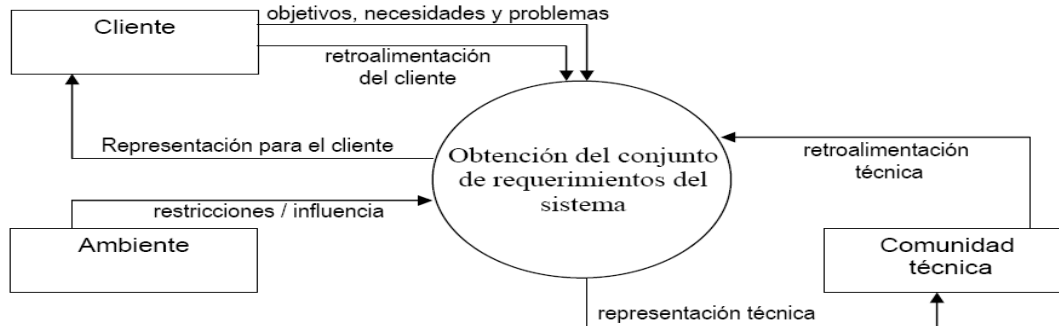 objetivos, necesidades y problemas
Cliente
retroalimentación
del cliente
Representación para el cliente
Obtención del conjunto
de requerimientos del
sistema
retroalimentación
técnica
restricciones / influencia
Ambiente
Comunidad
técnica
representación técnica